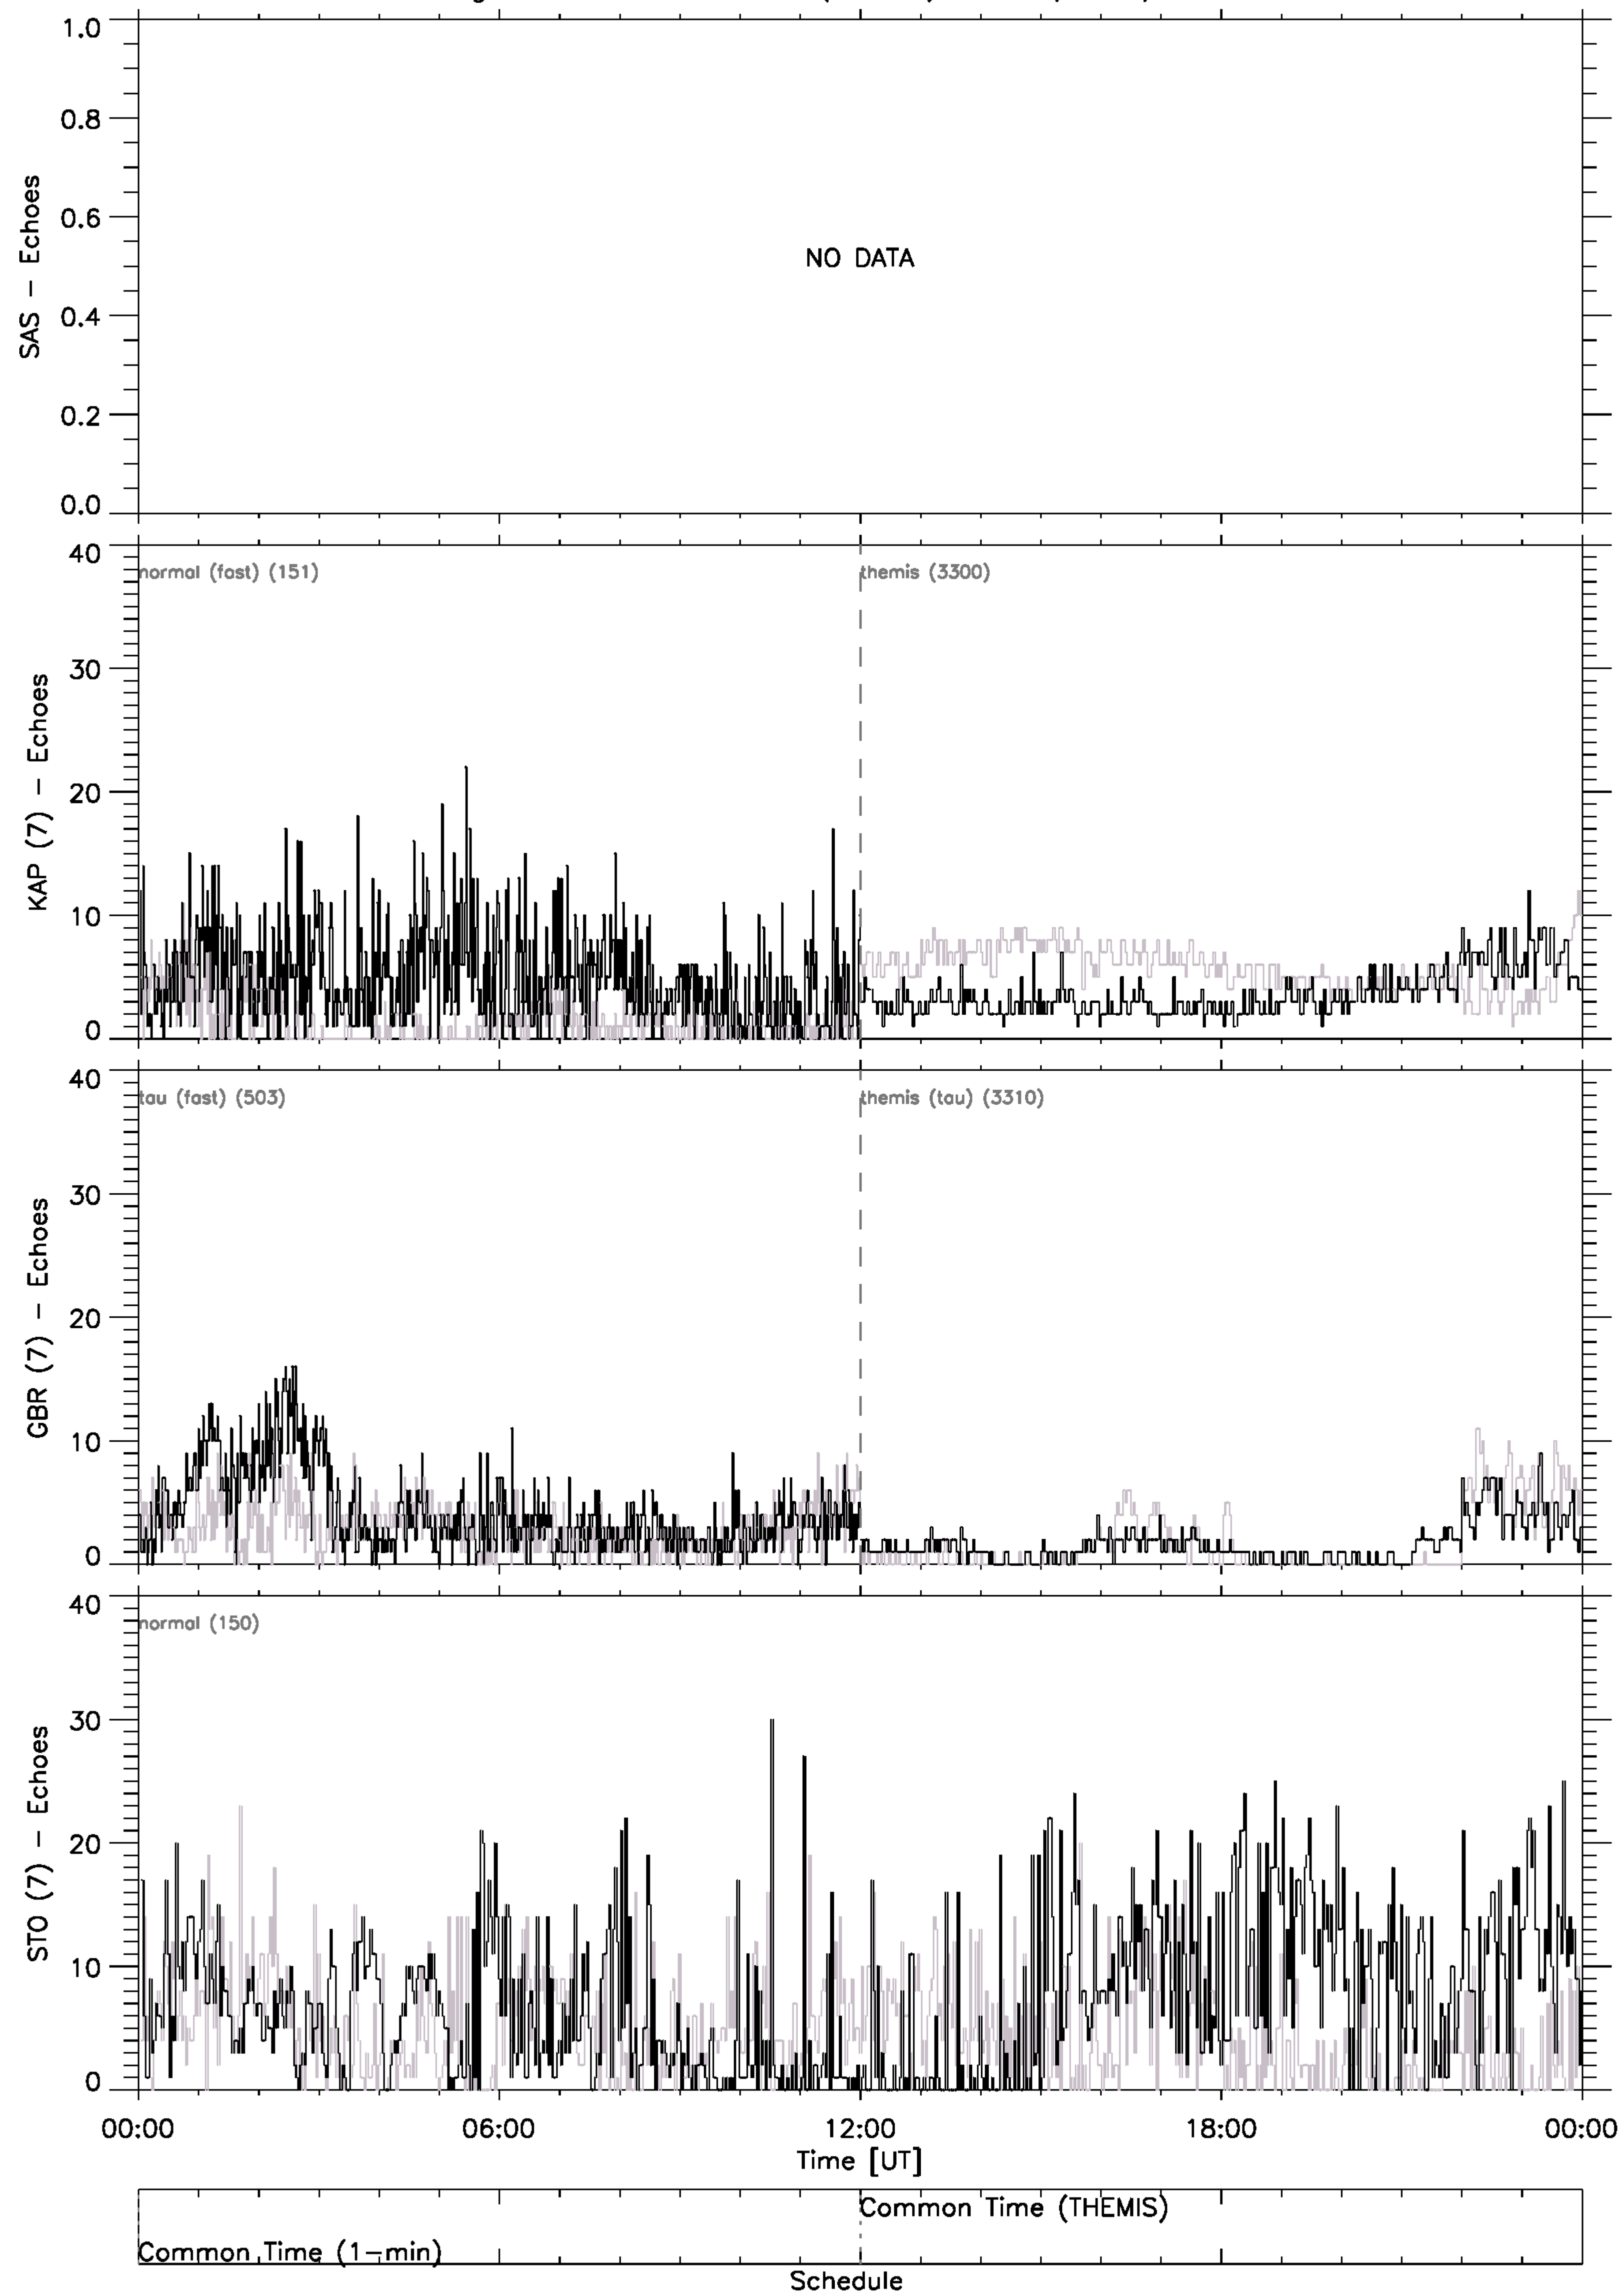 1.0
0.8
0.6
0.4
0.2
0.0
SAS – Echoes
NO DATA
40
30
20
10
0
KAP (7) – Echoes
normal (fast) (151)
themis (3300)
40
30
20
10
0
GBR (7) – Echoes
tau (fast) (503)
themis (tau) (3310)
40
30
20
10
0
STO (7) – Echoes
normal (150)
00:00 06:00 12:00 18:00 00:00
Time [UT]
Common Time (THEMIS)
Common Time (1–min)
Schedule